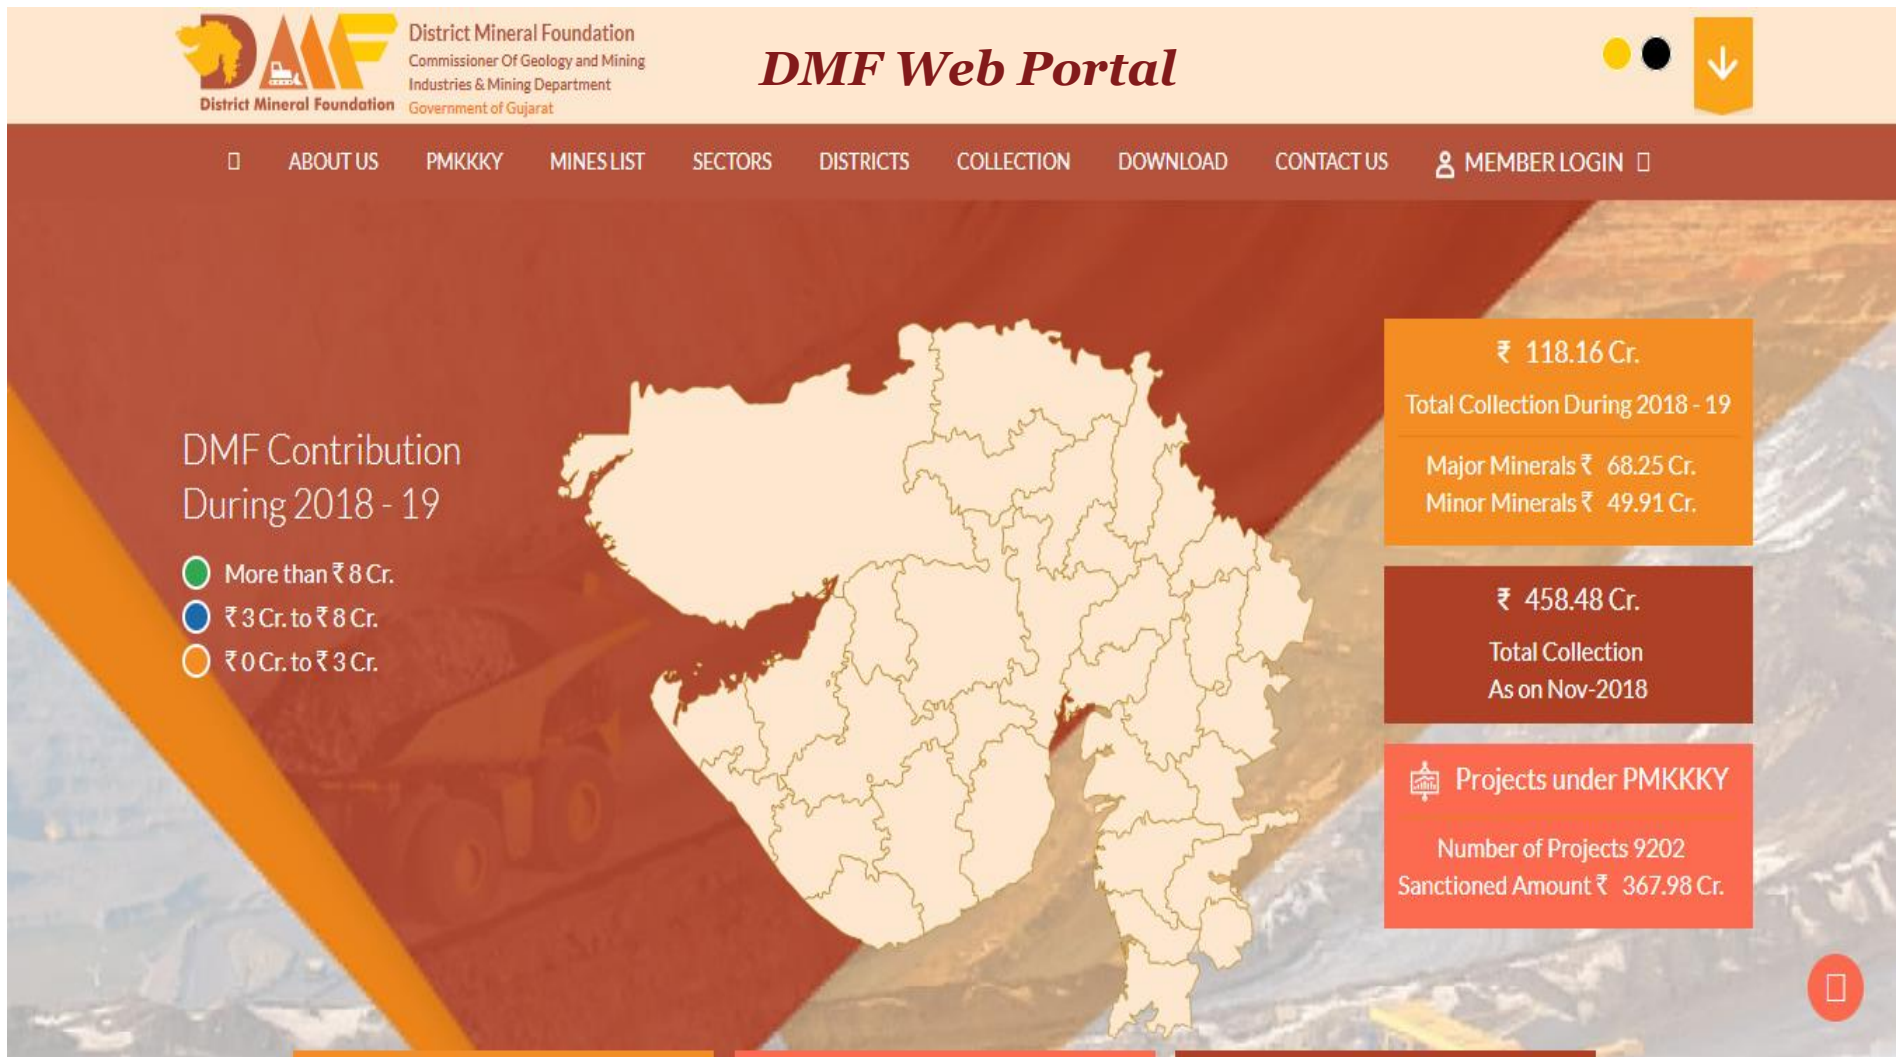 District Mineral Foundation
District Mineral Foundation
Commissioner Of Geology and Mining
Industries & Mining Department
Government of Gujarat
DMF Web Portal
ABOUT US PMKKKY MINES LIST SECTORS DISTRICTS COLLECTION DOWNLOAD CONTACT US MEMBER LOGIN
DMF Contribution
During 2018 - 19
More than ₹ 8 Cr.
₹ 3 Cr. to ₹ 8 Cr.
₹ 0 Cr. to ₹ 3 Cr.
₹ 118.16 Cr.
Total Collection During 2018 - 19
Major Minerals ₹ 68.25 Cr.
Minor Minerals ₹ 49.91 Cr.
₹ 458.48 Cr.
Total Collection
As on Nov-2018
Projects under PMKKKY
Number of Projects 9202
Sanctioned Amount ₹ 367.98 Cr.